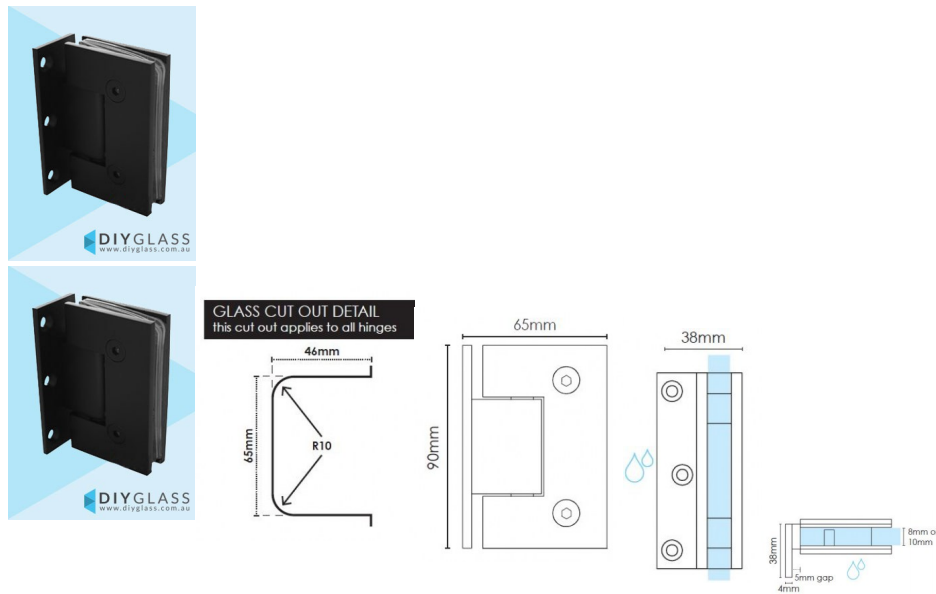 DIYGLASS
www.diyglass.com.au
DIYGLASS
www.diyglass.com.au
GLASS CUT OUT DETAIL
this cut out applies to all hinges
46mm
65mm
R10
65mm
90mm
38mm
38mm
8mm o
10mm
5mm gap
4mm